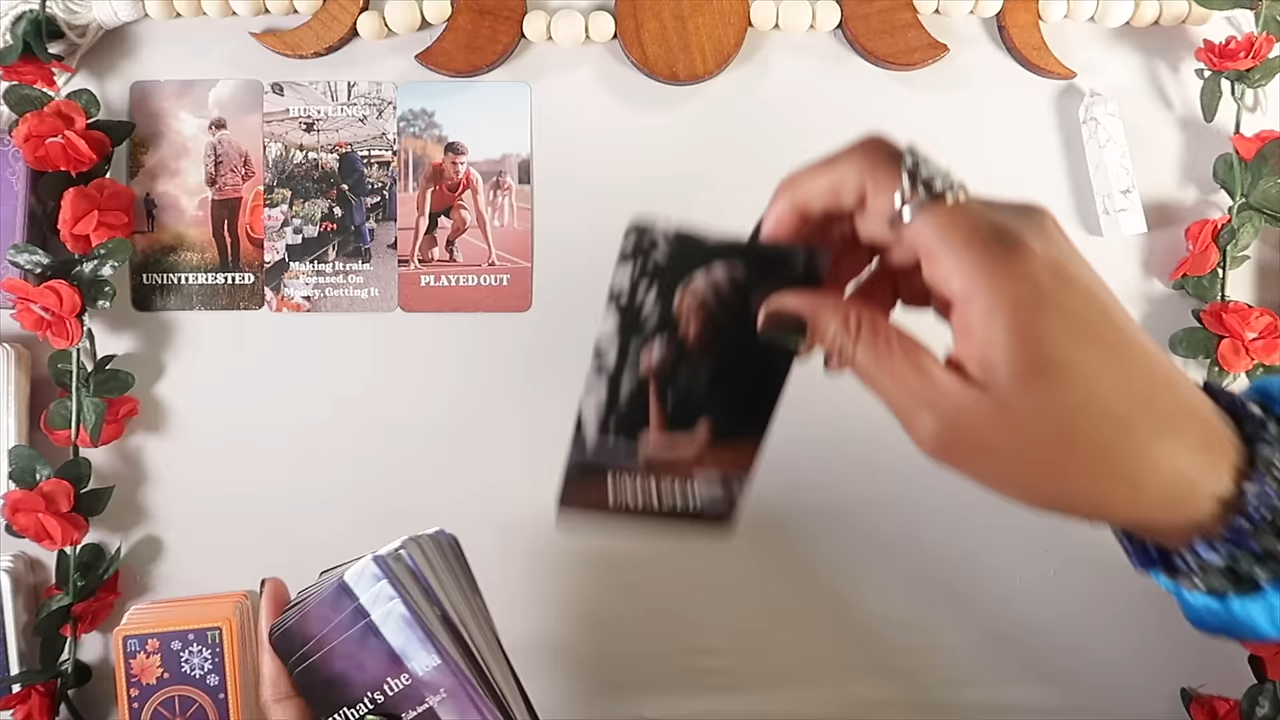 HUSTLING
UNINTERESTED
Making It rain.
Focused. On
Money, Getting It
PLAYED OUT
What's the Tea